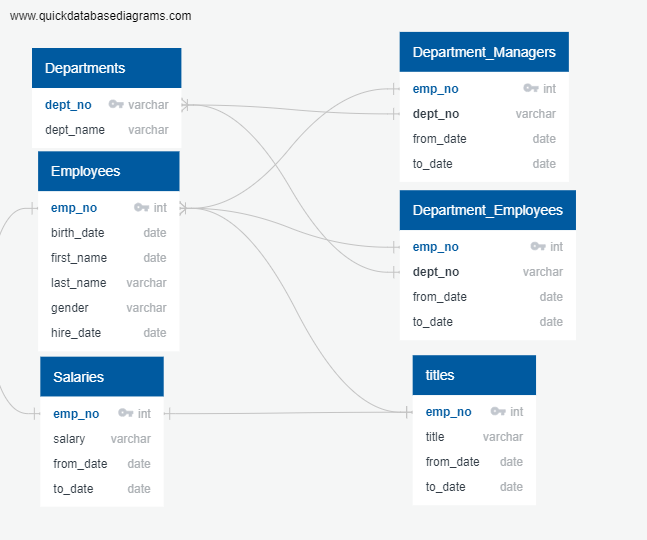 www.quickdatabasediagrams.com
Departments
dept_no varchar
dept_name varchar
Employees
emp_no int
birth_date date
first_name date
last_name varchar
gender varchar
hire_date date
Salaries
emp_no int
salary varchar
from_date date
to_date date
Department_Managers
emp_no int
dept_no varchar
from_date date
to_date date
Department_Employees
emp_no int
dept_no varchar
from_date date
to_date date
titles
emp_no int
title varchar
from_date date
to_date date